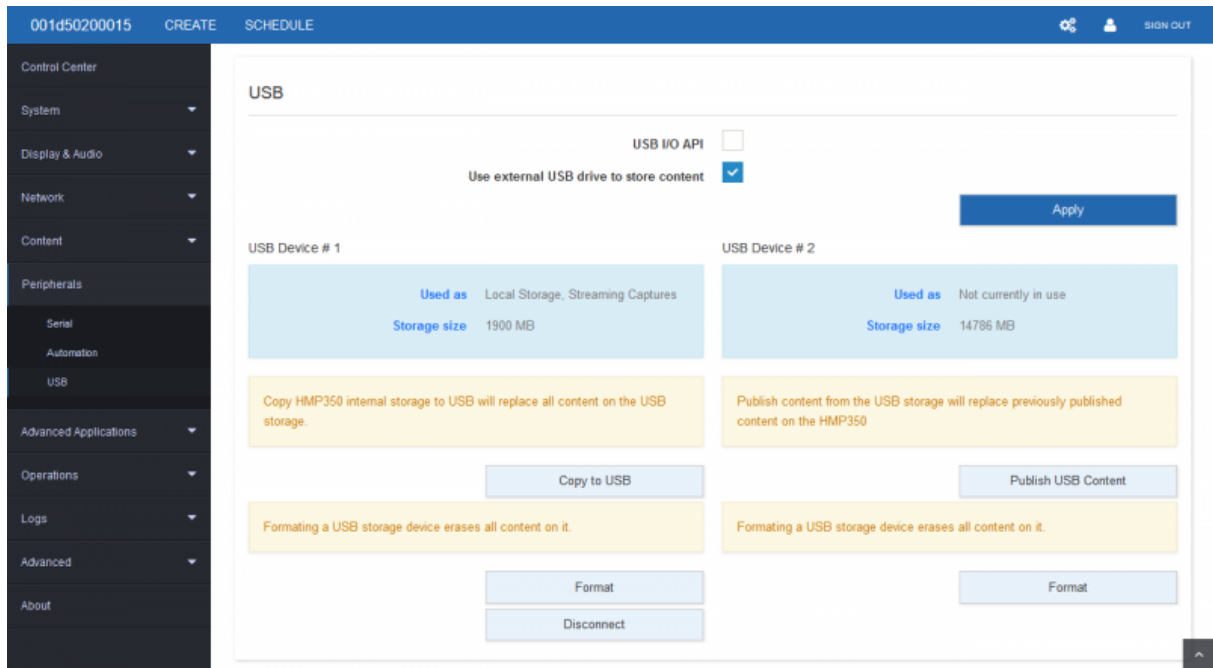 001d50200015 CREATE SCHEDULE SIGN OUT
Control Center
System
Display & Audio
Network
Content
Peripherals
Serial
Automation
USB
Advanced Applications
Operations
Logs
Advanced
About
USB
USB I/O API
Use external USB drive to store content
Apply
USB Device # 1
Used as Local Storage, Streaming Captures
Storage size 1900 MB
Copy HMP350 internal storage to USB will replace all content on the USB
storage.
Copy to USB
Formating a USB storage device erases all content on it.
Format
Disconnect
USB Device # 2
Used as Not currently in use
Storage size 14786 MB
Publish content from the USB storage will replace previously published
content on the HMP350
Publish USB Content
Formating a USB storage device erases all content on it.
Format